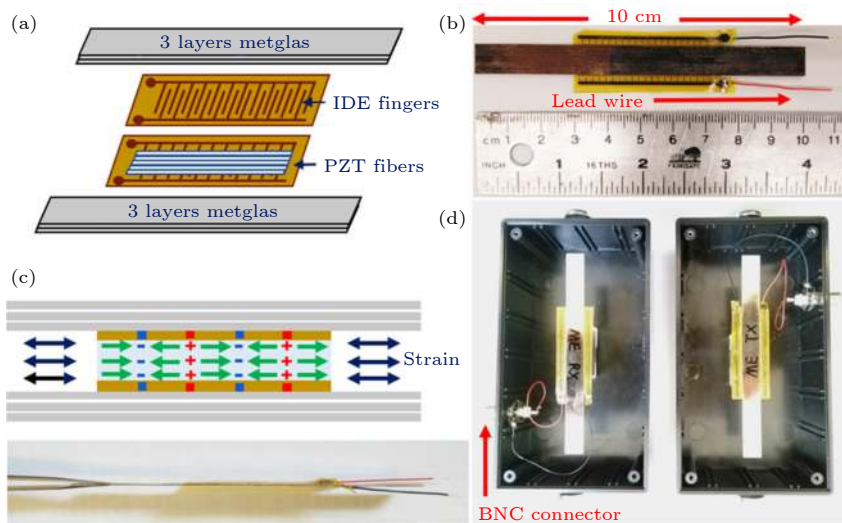 (a)
3 layers metglas
IDE fingers
PZT fibers
3 layers metglas
(b)
10 cm
Lead wire
cm 1 2 3 4 5 6 7 8 9 10 11
INCH 1 16 THS 2 3 4
(c)
- + - +
- + - +
- + - +
Strain
(d)
ME RX
ME TX
BNC connector